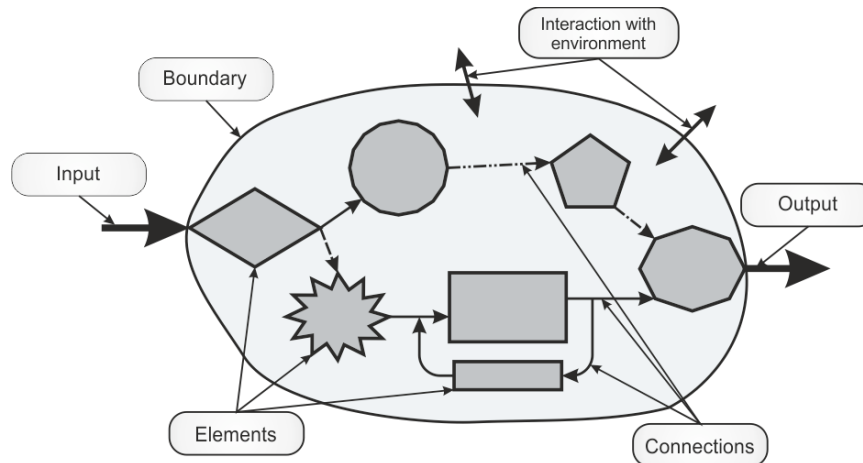 Interaction with
environment
Boundary
Input
Output
Elements
Connections